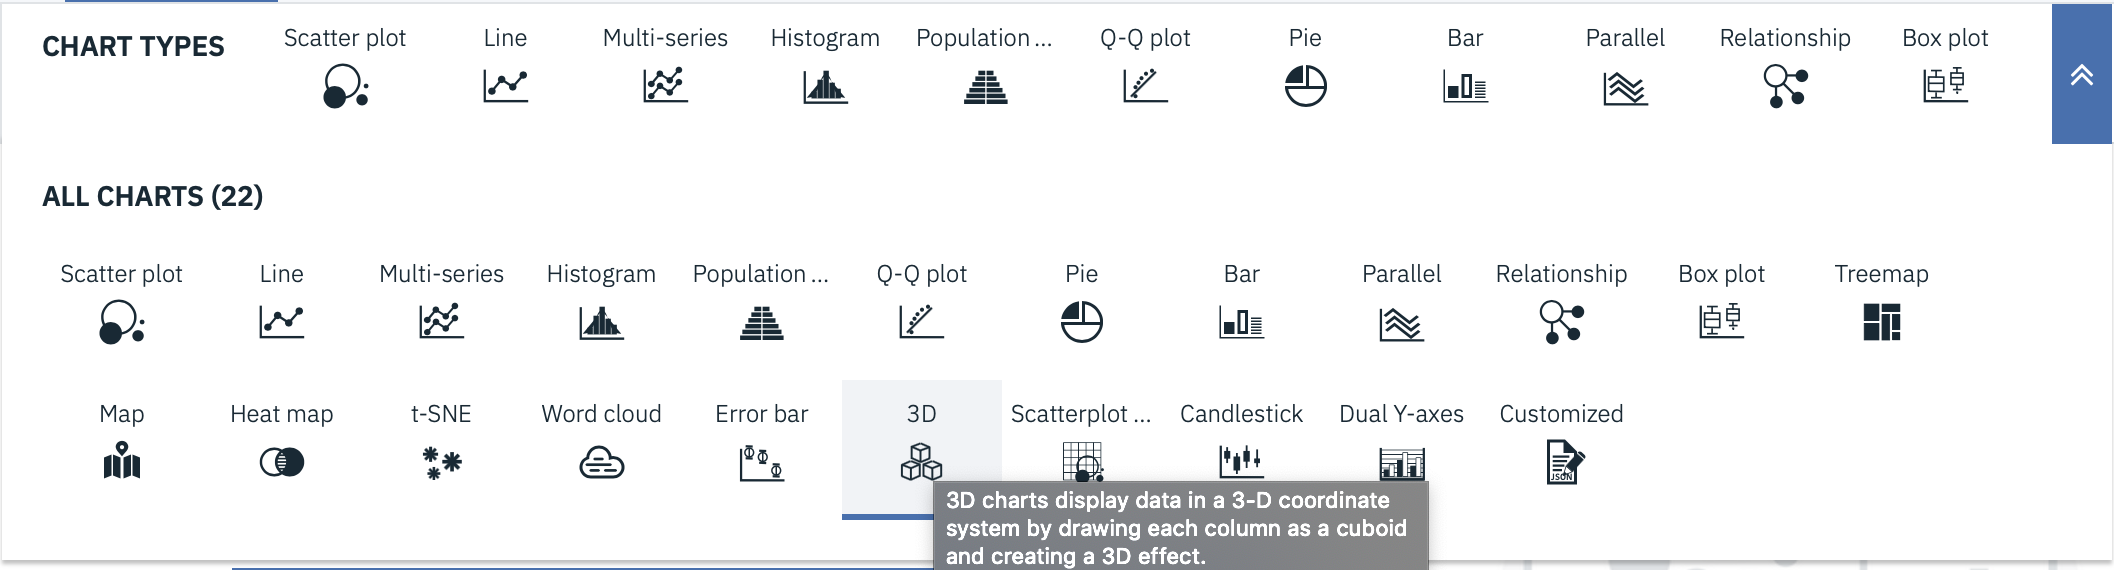 CHART TYPES Scatter plot Line Multi-series Histogram Population ... Q-Q plot Pie Bar Parallel Relationship Box plot
ALL CHARTS (22)
Scatter plot Line Multi-series Histogram Population ... Q-Q plot Pie Bar Parallel Relationship Box plot Treemap
Map Heat map t-SNE Word cloud Error bar 3D Scatterplot ... Candlestick Dual Y-axes Customized
JSON
3D charts display data in a 3-D coordinate
system by drawing each column as a cuboid
and creating a 3D effect.